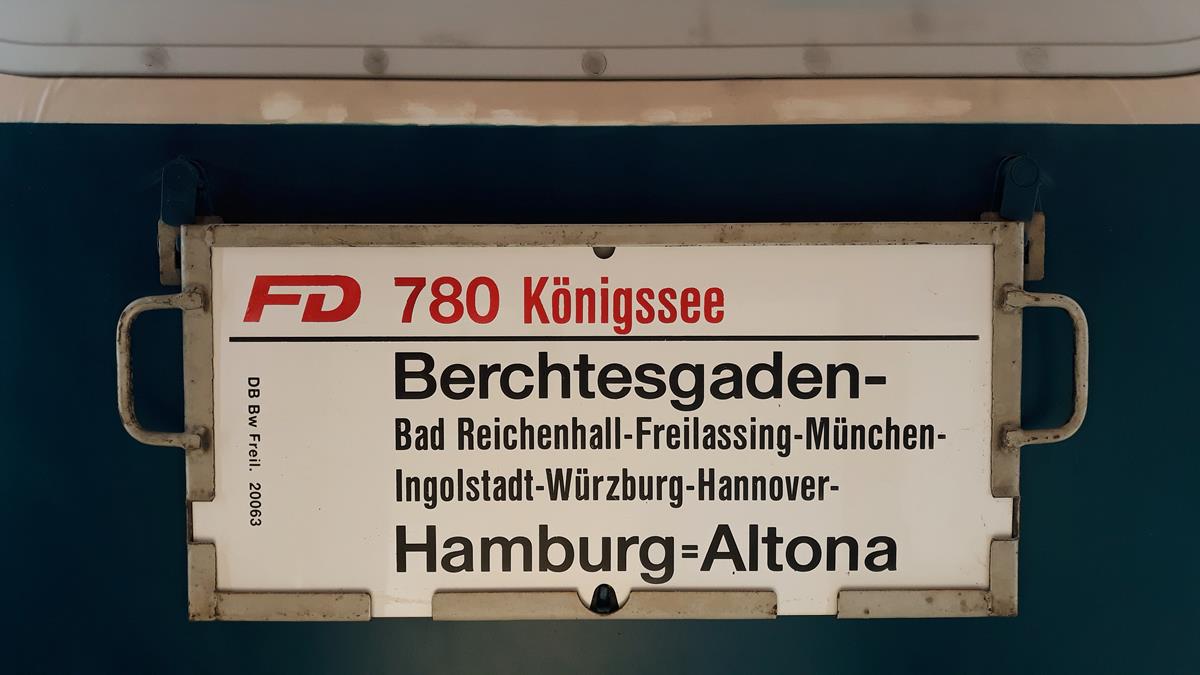 FD 780 Königssee
Berchtesgaden-
Bad Reichenhall-Freilassing-München-
Ingolstadt-Würzburg-Hannover-
Hamburg=Altona
DB Bw Freil. 20063